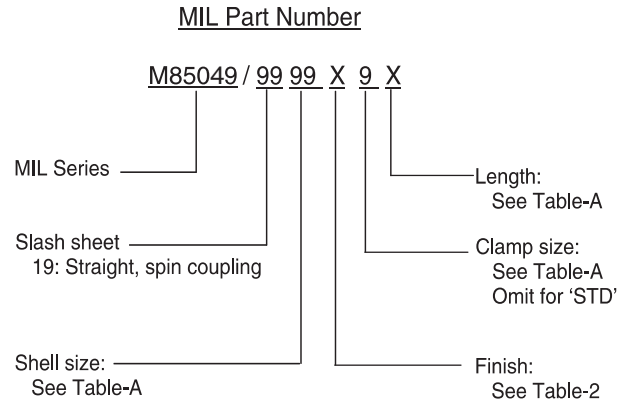 MIL Part Number
M85049 / 99 99 X 9 X
MIL Series
Slash sheet
19: Straight, spin coupling
Shell size:
See Table-A
Length:
See Table-A
Clamp size:
See Table-A
Omit for ‘STD’
Finish:
See Table-2